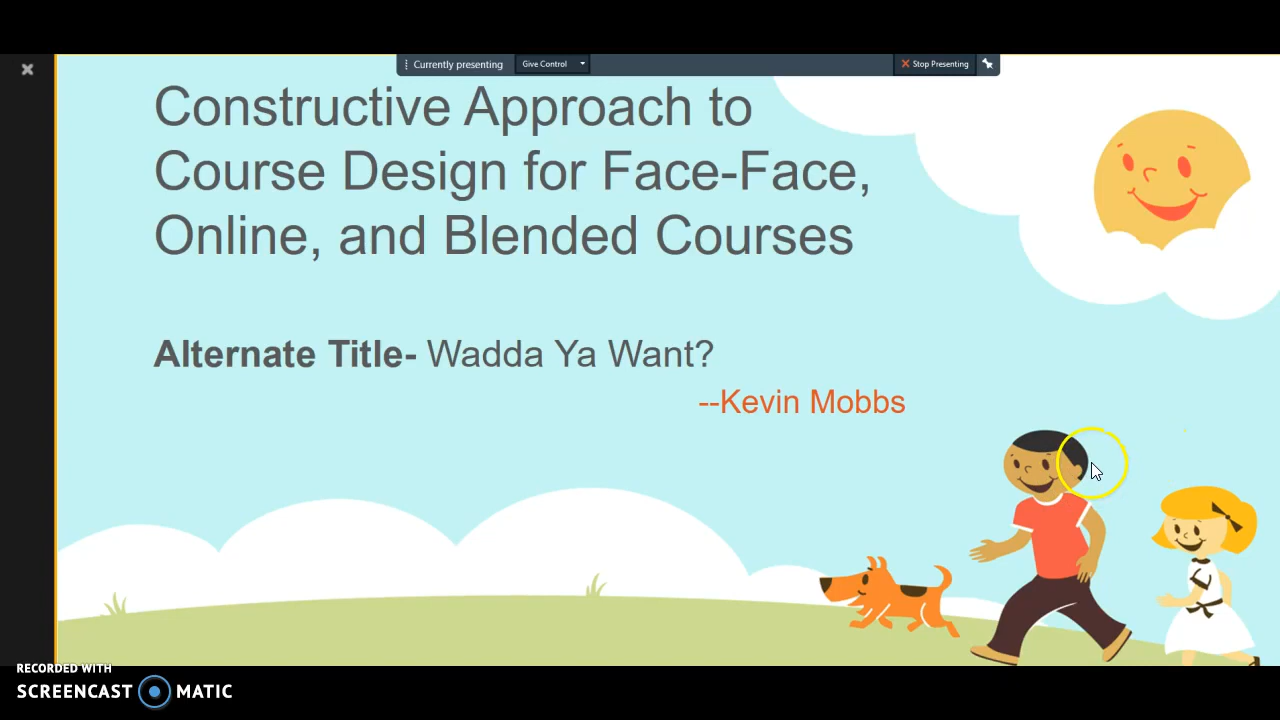 Currently presenting Give Control Stop Presenting
Constructive Approach to
Course Design for Face-Face,
Online, and Blended Courses
Alternate Title- Wadda Ya Want?
--Kevin Mobbs
RECORDED WITH
SCREENCAST MATIC